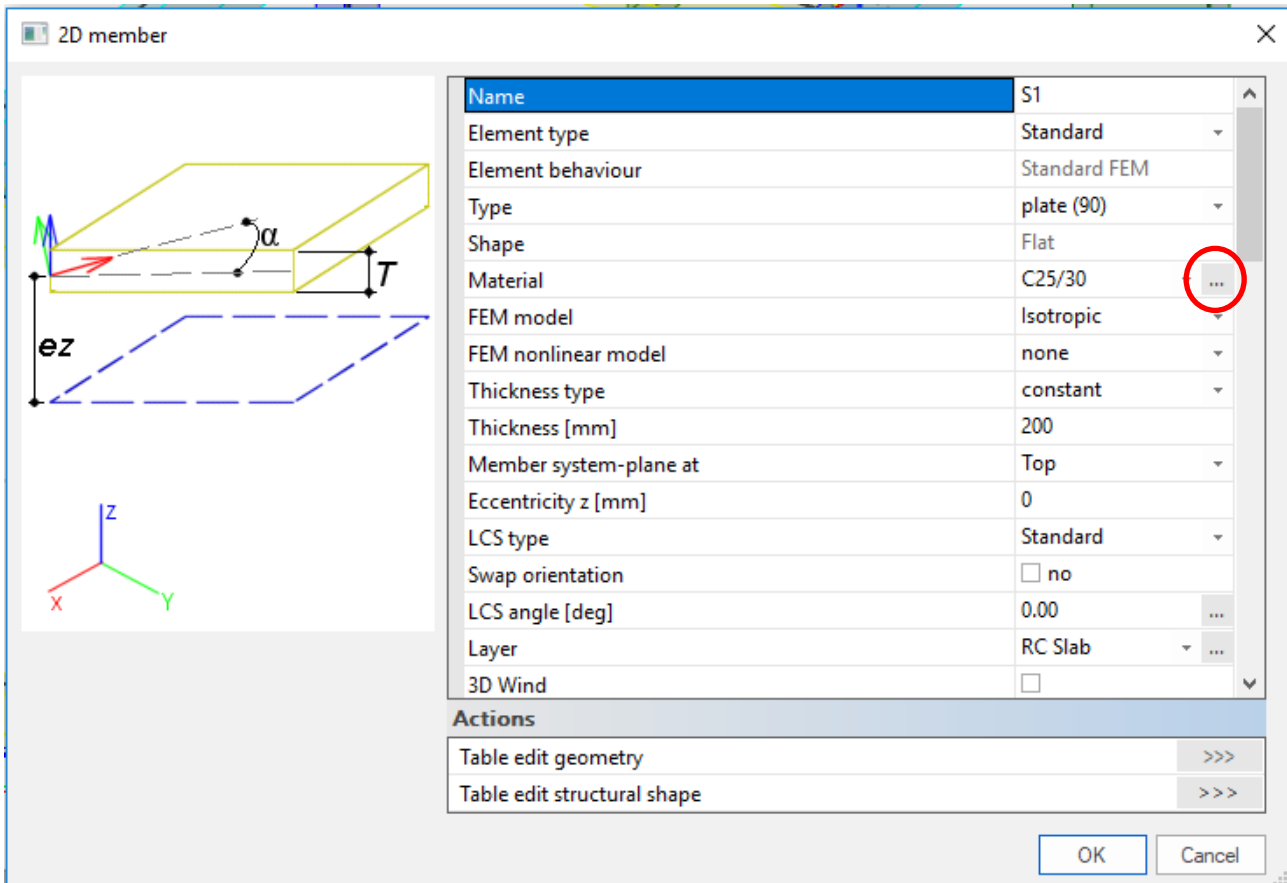 2D member
Name S1
Element type Standard
Element behaviour Standard FEM
Type plate (90)
Shape Flat
Material C25/30 ...
FEM model Isotropic
FEM nonlinear model none
Thickness type constant
Thickness [mm] 200
Member system-plane at Top
Eccentricity z [mm] 0
LCS type Standard
Swap orientation no
LCS angle [deg] 0.00 ...
Layer RC Slab ...
3D Wind
α
T
ez
Z
X
Y
Actions
Table edit geometry >>>
Table edit structural shape >>>
OK Cancel